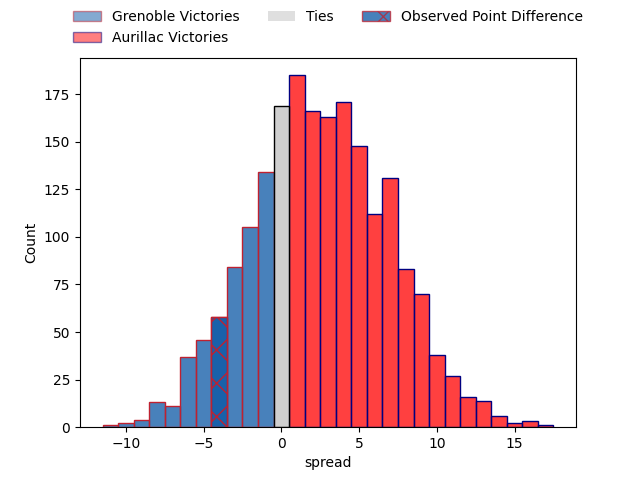 Grenoble Victories
Aurillac Victories
Ties
Observed Point Difference
175
150
125
100
75
50
25
0
Count
−10 −5 0 5 10 15
spread